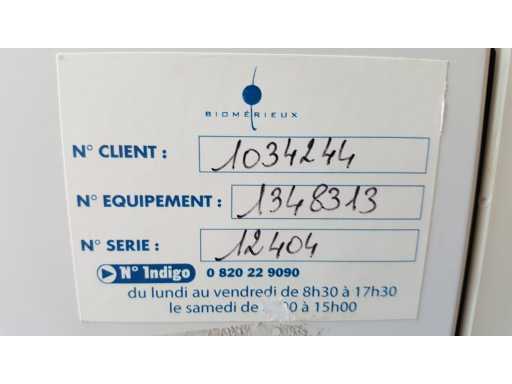 BIOMÉRIEUX
N° CLIENT : 1034244
N° EQUIPEMENT : 1348313
N° SERIE : 12404
N° Indigo 0 820 22 9090
du lundi au vendredi de 8h30 à 17h30
le samedi de 00 à 15h00